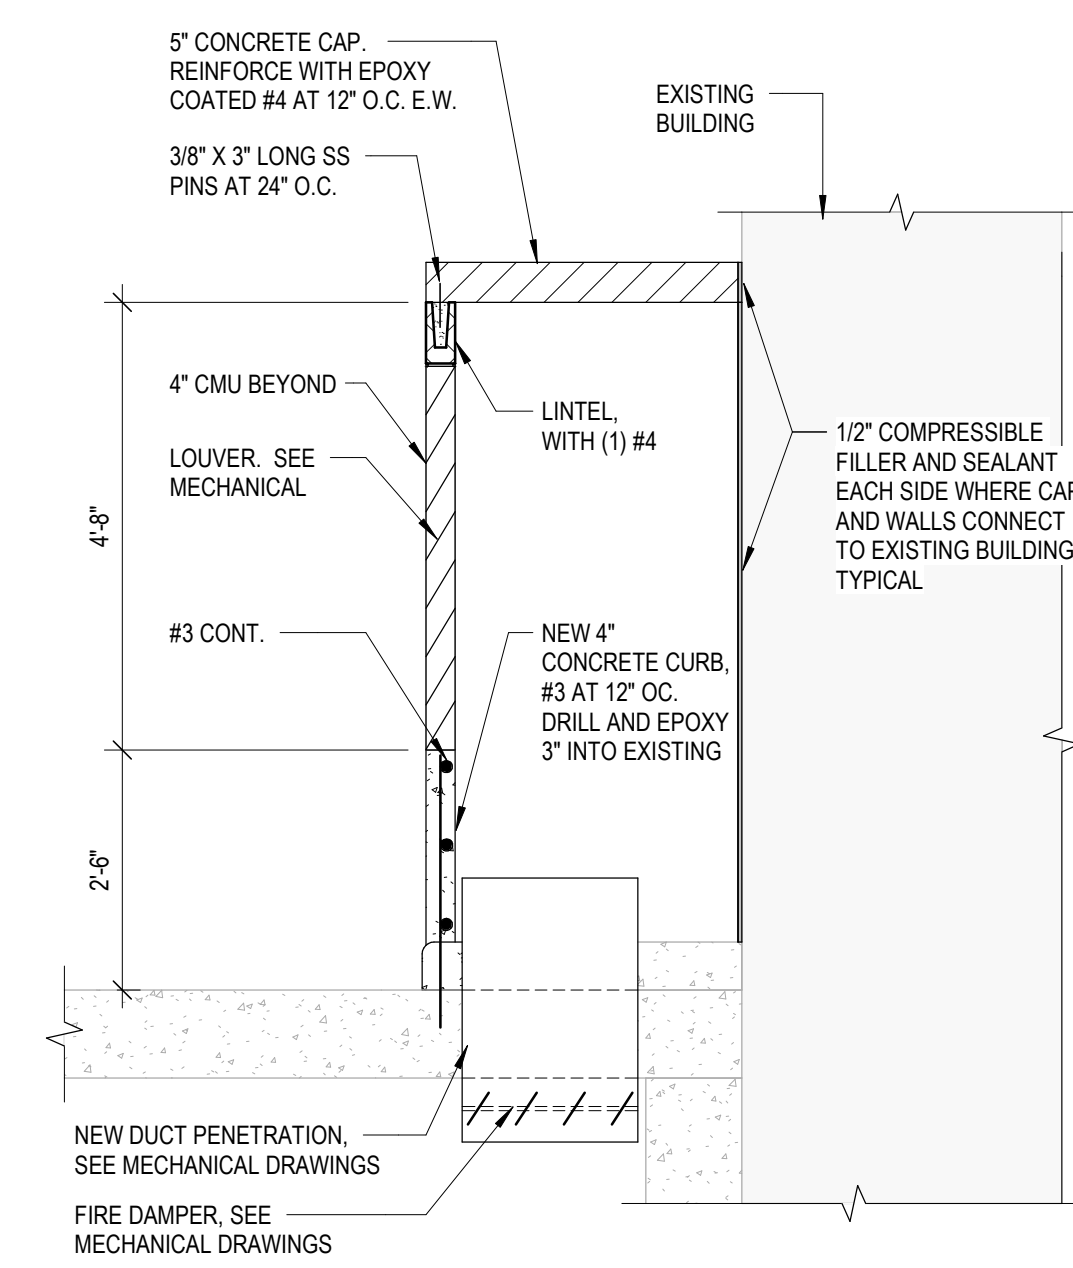 5" CONCRETE CAP.
REINFORCE WITH EPOXY
COATED #4 AT 12" O.C. E.W.
3/8" X 3" LONG SS
PINS AT 24" O.C.
EXISTING
BUILDING
4" CMU BEYOND
LOUVER. SEE
MECHANICAL
LINTEL,
WITH (1) #4
1/2" COMPRESSIBLE
FILLER AND SEALANT
EACH SIDE WHERE CAP
AND WALLS CONNECT
TO EXISTING BUILDING
TYPICAL
4'-8"
#3 CONT.
NEW 4"
CONCRETE CURB,
#3 AT 12" OC.
DRILL AND EPOXY
3" INTO EXISTING
2'-6"
NEW DUCT PENETRATION,
SEE MECHANICAL DRAWINGS
FIRE DAMPER, SEE
MECHANICAL DRAWINGS